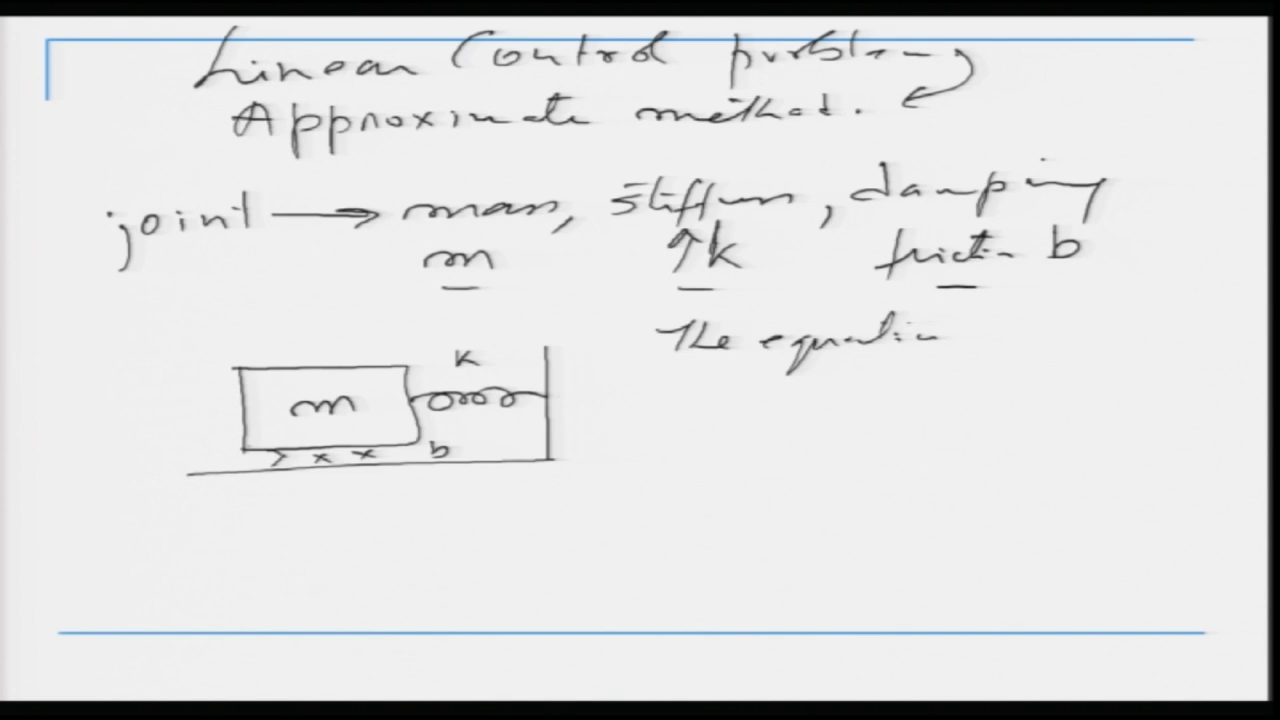 Linear Control problem
Approximate method.
joint → mass, stiffness, damping
m k friction b
The equation
K
m
b